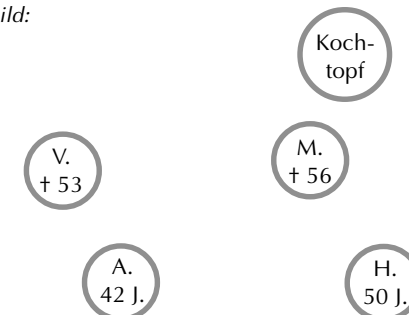 ild:
Koch-
topf
V.
† 53
M.
† 56
A.
42 J.
H.
50 J.